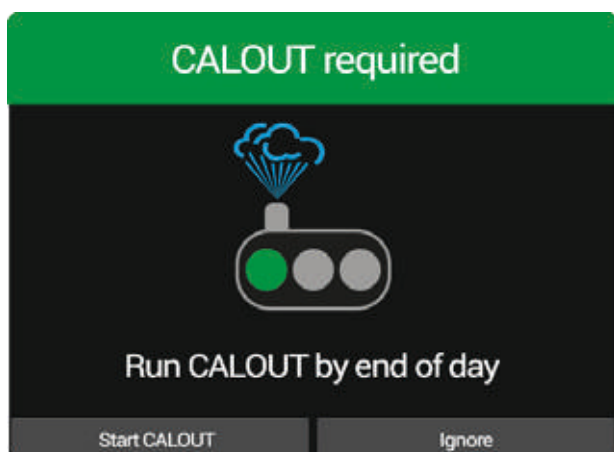 CALOUT required
Run CALOUT by end of day
Start CALOUT
Ignore